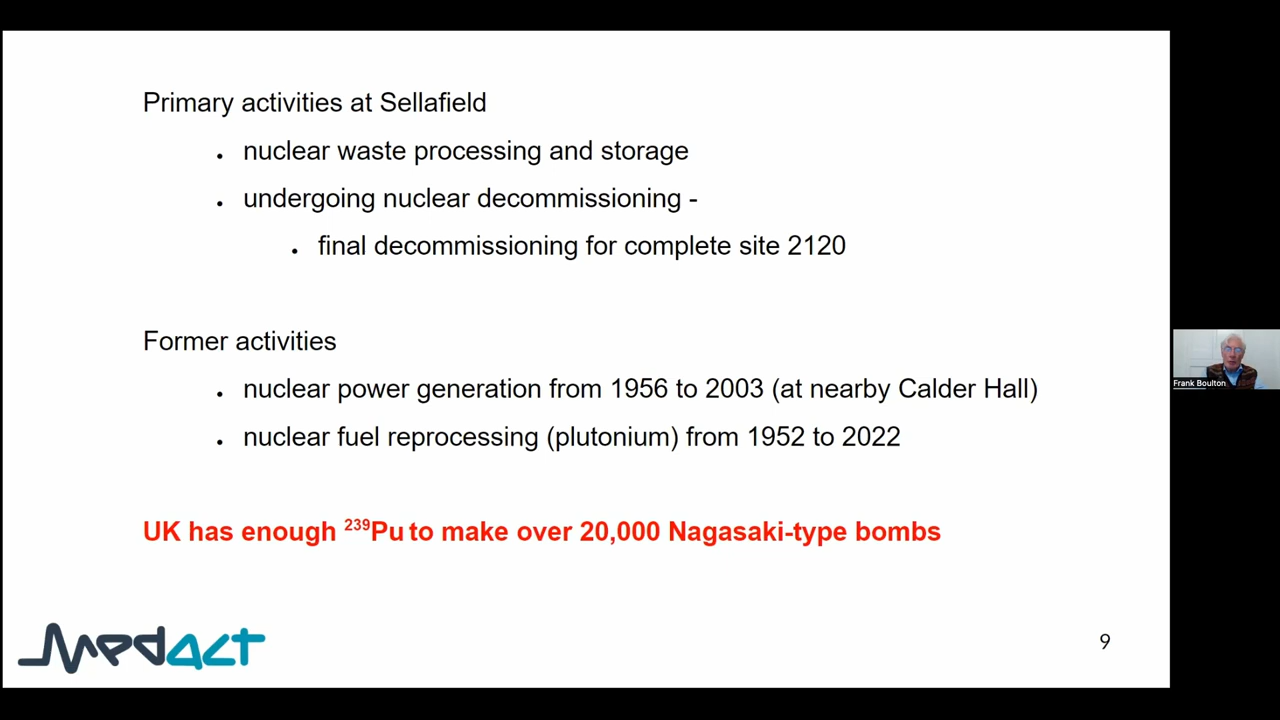 Primary activities at Sellafield
• nuclear waste processing and storage
• undergoing nuclear decommissioning -
• final decommissioning for complete site 2120
Former activities
• nuclear power generation from 1956 to 2003 (at nearby Calder Hall)
• nuclear fuel reprocessing (plutonium) from 1952 to 2022
UK has enough ²³⁹Pu to make over 20,000 Nagasaki-type bombs
medact
9
Frank Boulton